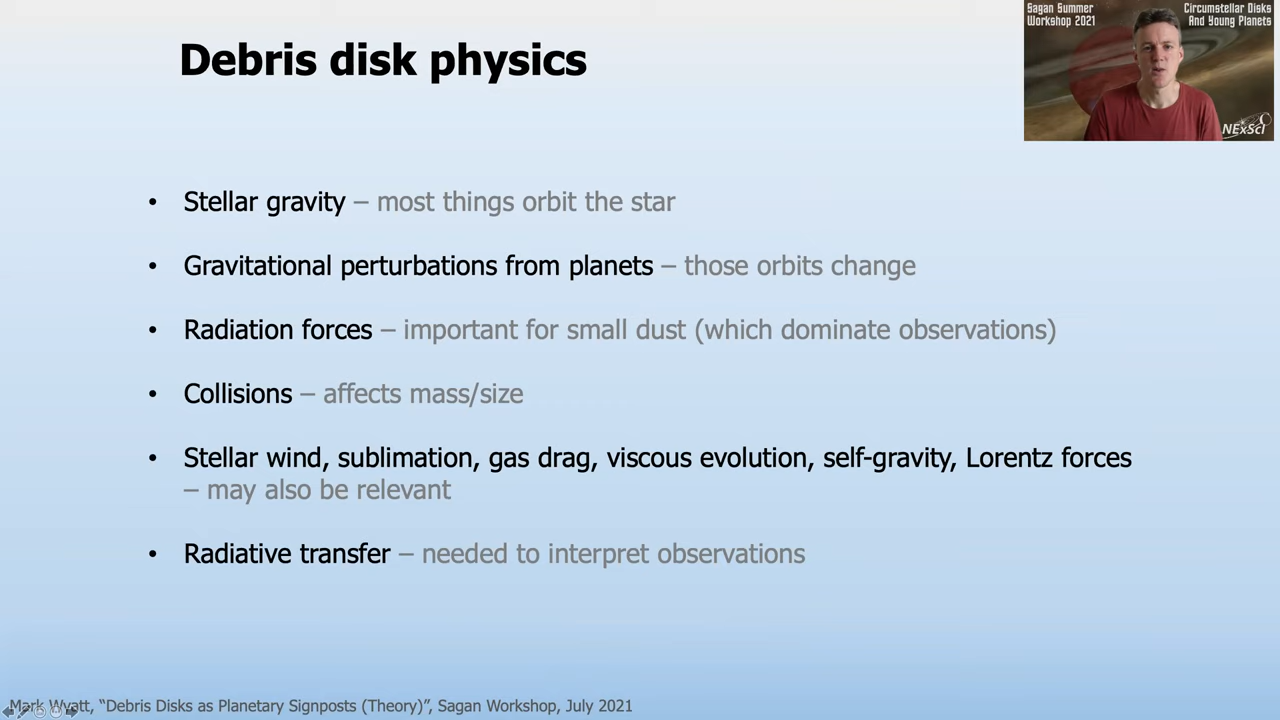 Debris disk physics
Sagan Summer
Workshop 2021
Circumstellar Disks
And Young Planets
NExScI
• Stellar gravity – most things orbit the star
• Gravitational perturbations from planets – those orbits change
• Radiation forces – important for small dust (which dominate observations)
• Collisions – affects mass/size
• Stellar wind, sublimation, gas drag, viscous evolution, self-gravity, Lorentz forces
– may also be relevant
• Radiative transfer – needed to interpret observations
Mark Wyatt, “Debris Disks as Planetary Signposts (Theory)”, Sagan Workshop, July 2021